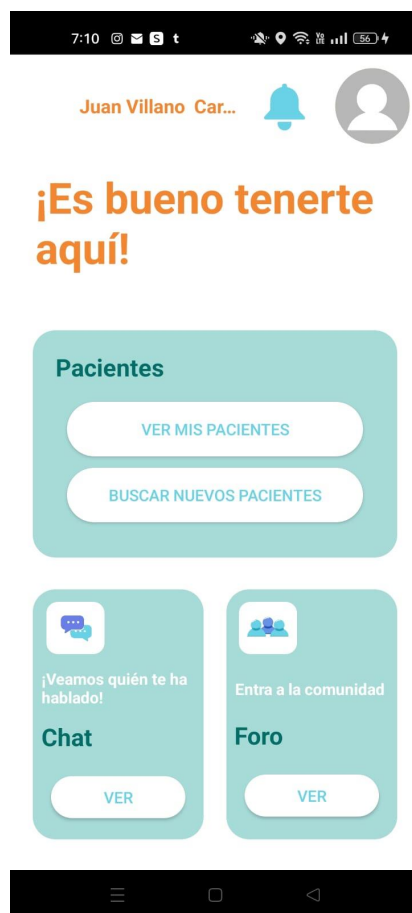 7:10
56
Juan Villano Car...
¡Es bueno tenerte
aquí!
Pacientes
VER MIS PACIENTES
BUSCAR NUEVOS PACIENTES
¡Veamos quién te ha
hablado!
Chat
VER
Entra a la comunidad
Foro
VER